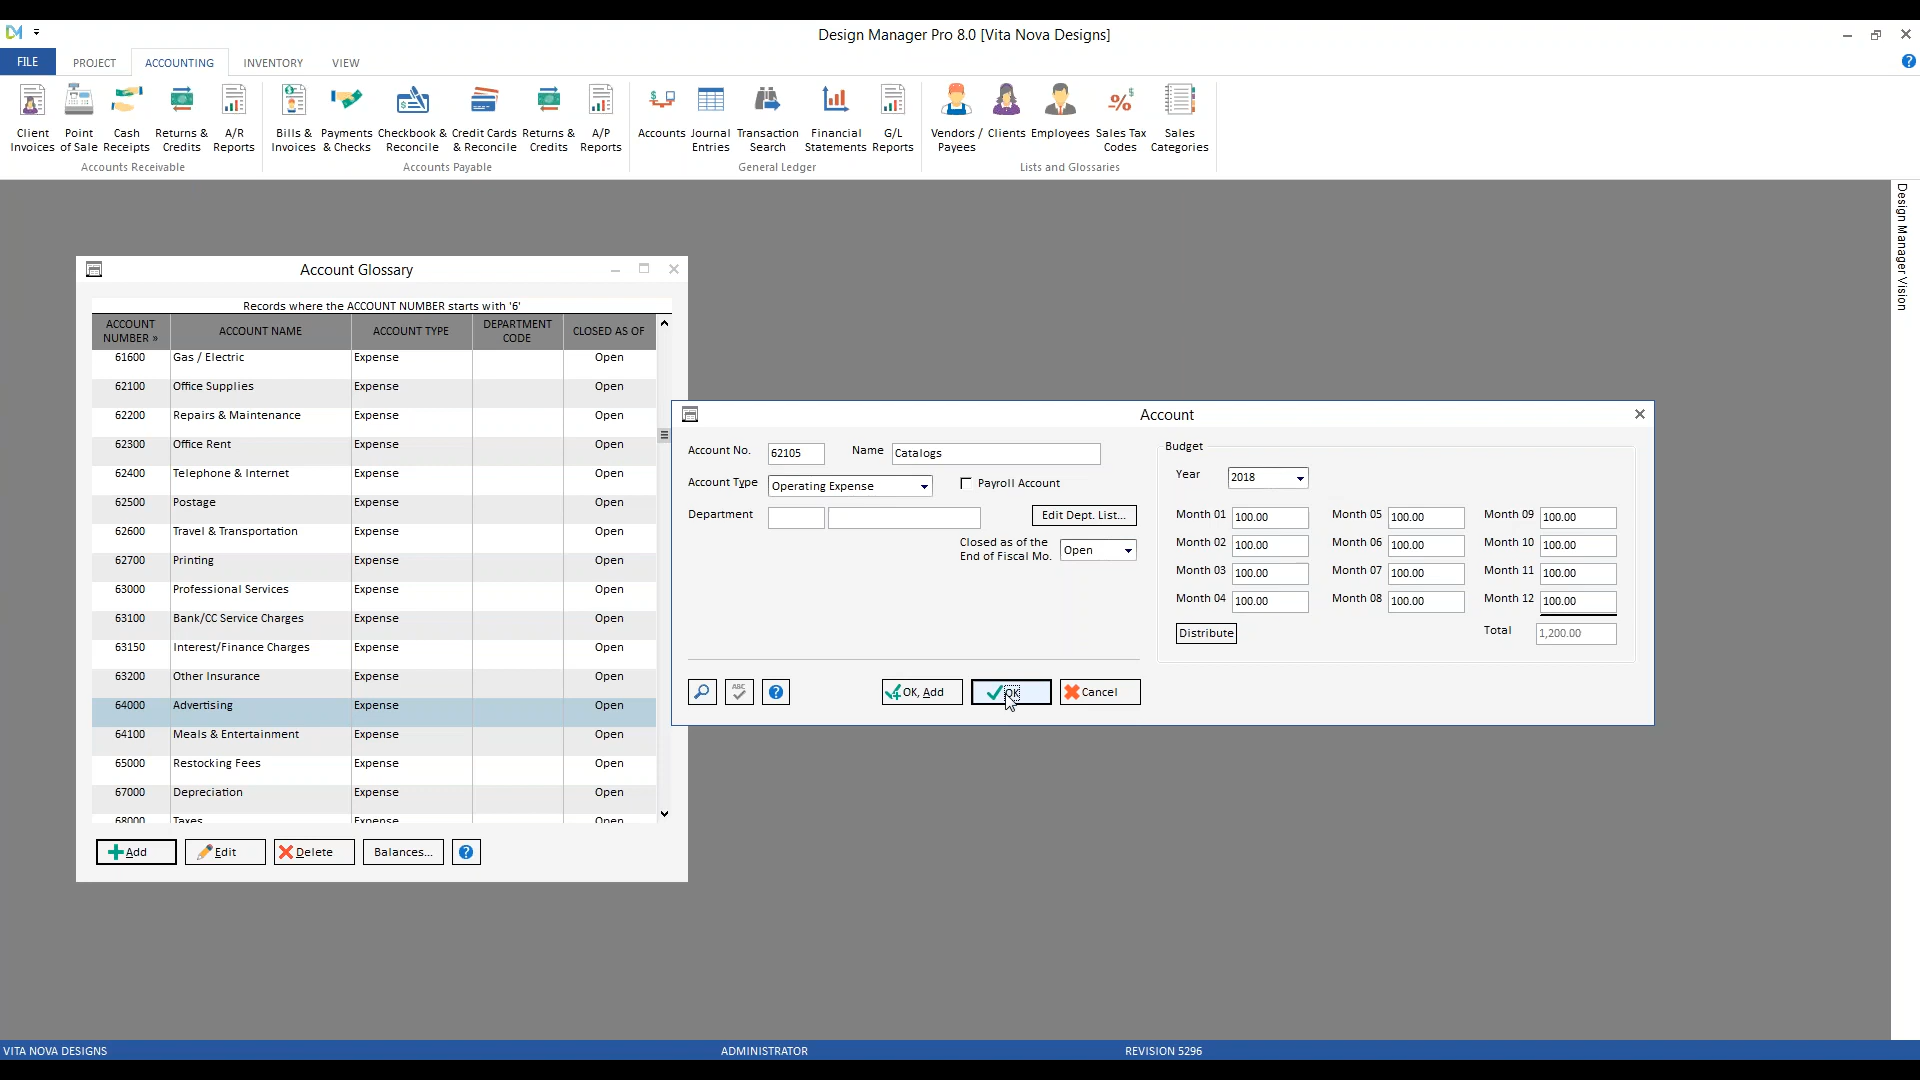 Design Manager Pro 8.0 [Vita Nova Designs]
FILE PROJECT ACCOUNTING INVENTORY VIEW
Client Invoices Point of Sale Cash Receipts Returns & Credits A/R Reports
Accounts Receivable
Bills & Invoices Payments & Checks Checkbook & Reconcile Credit Cards & Reconcile Returns & Credits A/P Reports
Accounts Payable
Accounts Journal Entries Transaction Search Financial Statements G/L Reports
General Ledger
Vendors / Payees Clients Employees Sales Tax Codes Sales Categories
Lists and Glossaries
Design Manager Vision
Account Glossary
Records where the ACCOUNT NUMBER starts with '6'
ACCOUNT NUMBER » ACCOUNT NAME ACCOUNT TYPE DEPARTMENT CODE CLOSED AS OF
61600 Gas / Electric Expense Open
62100 Office Supplies Expense Open
62200 Repairs & Maintenance Expense Open
62300 Office Rent Expense Open
62400 Telephone & Internet Expense Open
62500 Postage Expense Open
62600 Travel & Transportation Expense Open
62700 Printing Expense Open
63000 Professional Services Expense Open
63100 Bank/CC Service Charges Expense Open
63150 Interest/Finance Charges Expense Open
63200 Other Insurance Expense Open
64000 Advertising Expense Open
64100 Meals & Entertainment Expense Open
65000 Restocking Fees Expense Open
67000 Depreciation Expense Open
68000 Taxes Expense Open
Add Edit Delete Balances... ?
Account
Account No. 62105 Name Catalogs
Account Type Operating Expense Payroll Account
Department Edit Dept. List...
Closed as of the
End of Fiscal Mo. Open
Budget
Year 2018
Month 01 100.00 Month 05 100.00 Month 09 100.00
Month 02 100.00 Month 06 100.00 Month 10 100.00
Month 03 100.00 Month 07 100.00 Month 11 100.00
Month 04 100.00 Month 08 100.00 Month 12 100.00
Distribute Total 1,200.00
ABC ? OK, Add OK Cancel
VITA NOVA DESIGNS ADMINISTRATOR REVISION 5296